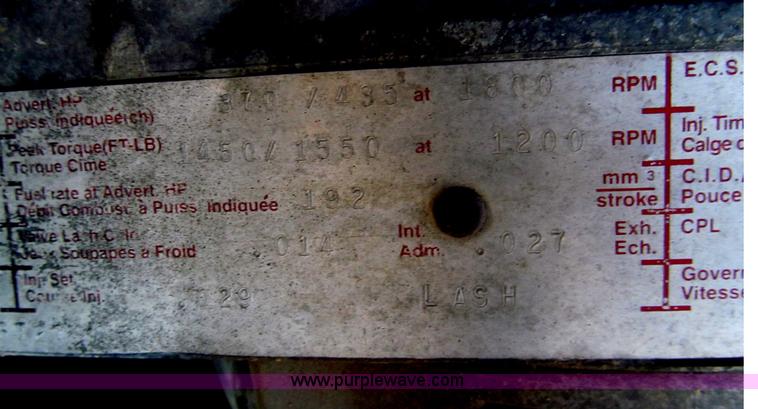 Advert. HP 370 / 435 at 1800 RPM E.C.S.
Puiss Indiquée(ch)
Peak Torque(FT-LB) 1450/ 1550 at 1200 RPM Inj. Tim
Torque Cime Calge
Fuel rate at Advert. HP 192 mm 3 C.I.D.
Débit Combust. à Puiss Indiquée stroke Pouce
Valve Lash Cold .014 Int. .027 Exh. CPL
Jeux Soupapes à Froid Adm. Ech.
Inj. Set 29 LASH Govern
Course Inj. Vitesse
www.purplewave.com